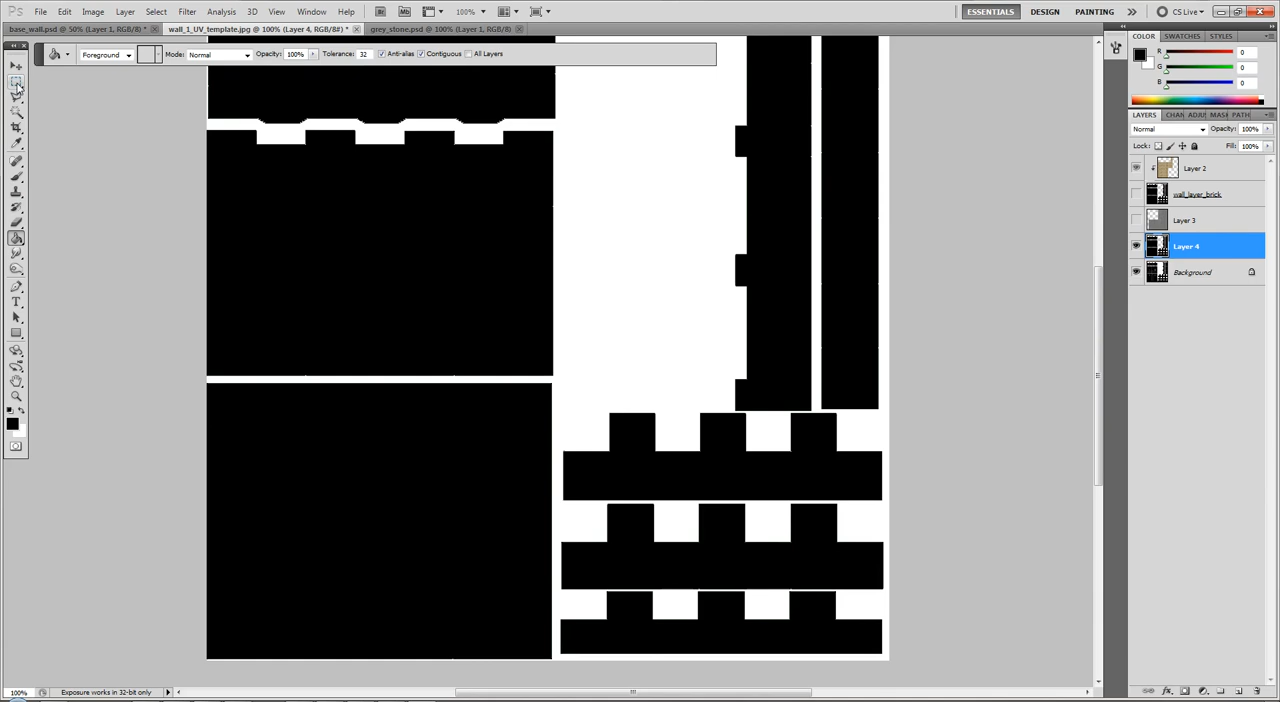 Ps File Edit Image Layer Select Filter Analysis 3D View Window Help Br Mb 100% ESSENTIALS DESIGN PAINTING CS Live
base_wall.psd @ 50% (Layer 1, RGB/8) * wall_1_UV_template.jpg @ 100% (Layer 4, RGB/8#) * grey_stone.psd @ 100% (Layer 1, RGB/8)
Foreground Mode: Normal Opacity: 100% Tolerance: 32 Anti-alias Contiguous All Layers
COLOR SWATCHES STYLES
R 0
G 0
B 0
LAYERS CHAN ADJU MASK PATH
Normal Opacity: 100%
Lock: Fill: 100%
Layer 2
wall_layer_brick
Layer 3
Layer 4
Background
100% Exposure works in 32-bit only